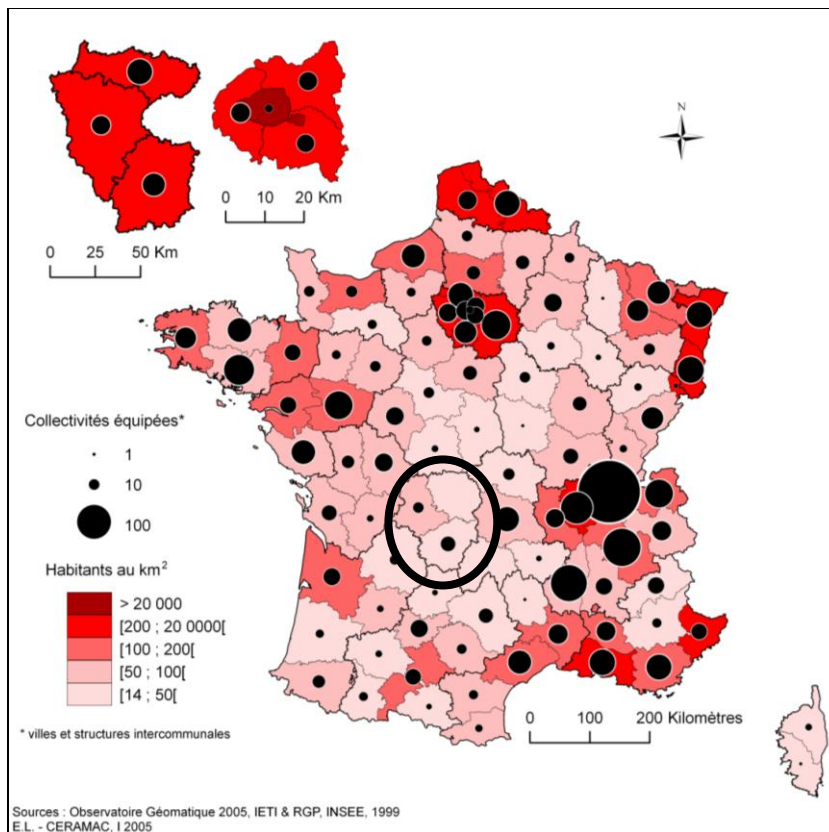 0 10 20 Km
0 25 50 Km
N
Collectivités équipées*
1
10
100
Habitants au km²
> 20 000
[200 ; 20 0000[
[100 ; 200[
[50 ; 100[
[14 ; 50[
* villes et structures intercommunales
0 100 200 Kilomètres
Sources : Observatoire Géomatique 2005, IETI & RGP, INSEE, 1999
E.L. - CERAMAC, I 2005